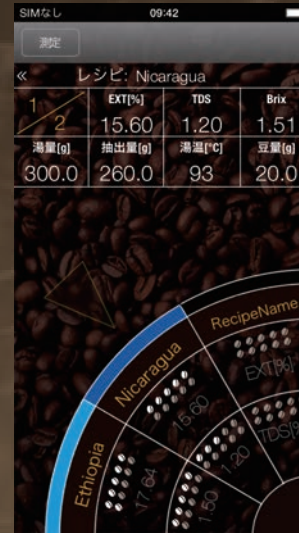 SIMなし 09:42
測定
« レシピ: Nicaragua
1/2 EXT[%] TDS Brix
15.60 1.20 1.51
湯量[g] 抽出量[g] 湯温[°C] 豆量[g]
300.0 260.0 93 20.0
RecipeName
EXT[%]
Nicaragua
15.60
1.20
Ethiopia
17.64
1.50